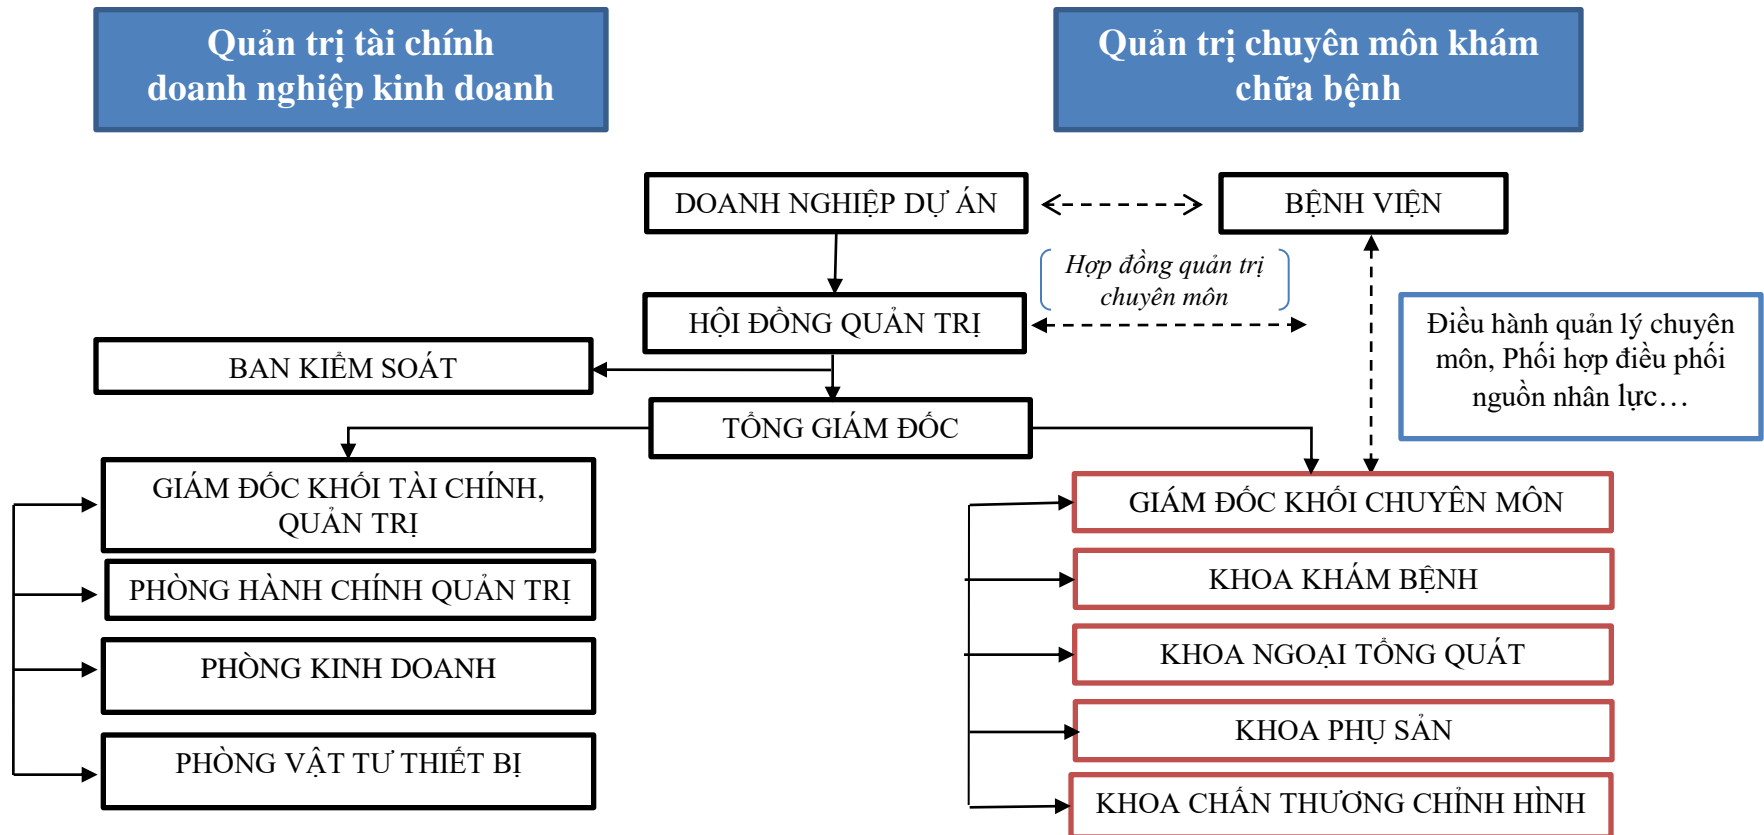 Quản trị tài chính
doanh nghiệp kinh doanh
Quản trị chuyên môn khám
chữa bệnh
DOANH NGHIỆP DỰ ÁN
BỆNH VIỆN
Hợp đồng quản trị
chuyên môn
HỘI ĐỒNG QUẢN TRỊ
Điều hành quản lý chuyên
môn, Phối hợp điều phối
nguồn nhân lực…
BAN KIỂM SOÁT
TỔNG GIÁM ĐỐC
GIÁM ĐỐC KHỐI TÀI CHÍNH,
QUẢN TRỊ
PHÒNG HÀNH CHÍNH QUẢN TRỊ
PHÒNG KINH DOANH
PHÒNG VẬT TƯ THIẾT BỊ
GIÁM ĐỐC KHỐI CHUYÊN MÔN
KHOA KHÁM BỆNH
KHOA NGOẠI TỔNG QUÁT
KHOA PHỤ SẢN
KHOA CHẤN THƯƠNG CHỈNH HÌNH